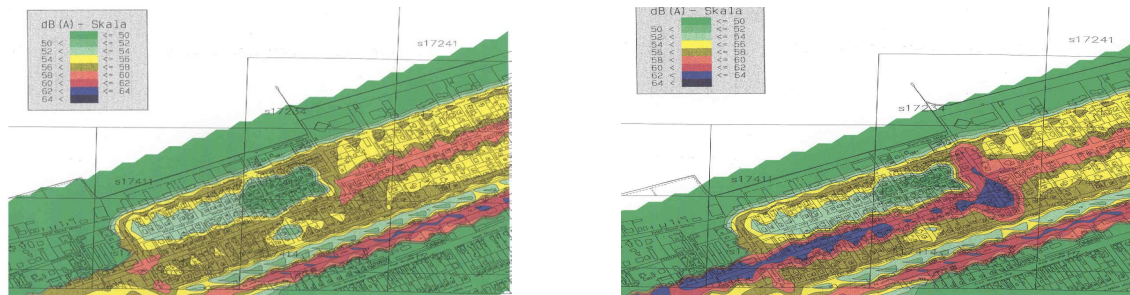 dB(A) - Skala
<= 50
50 < <= 52
52 < <= 54
54 < <= 56
56 < <= 58
58 < <= 60
60 < <= 62
62 < <= 64
64 <
s17241
s17234
s17411
dB(A) - Skala
<= 50
50 < <= 52
52 < <= 54
54 < <= 56
56 < <= 58
58 < <= 60
60 < <= 62
62 < <= 64
64 <
s17241
s17234
s17411